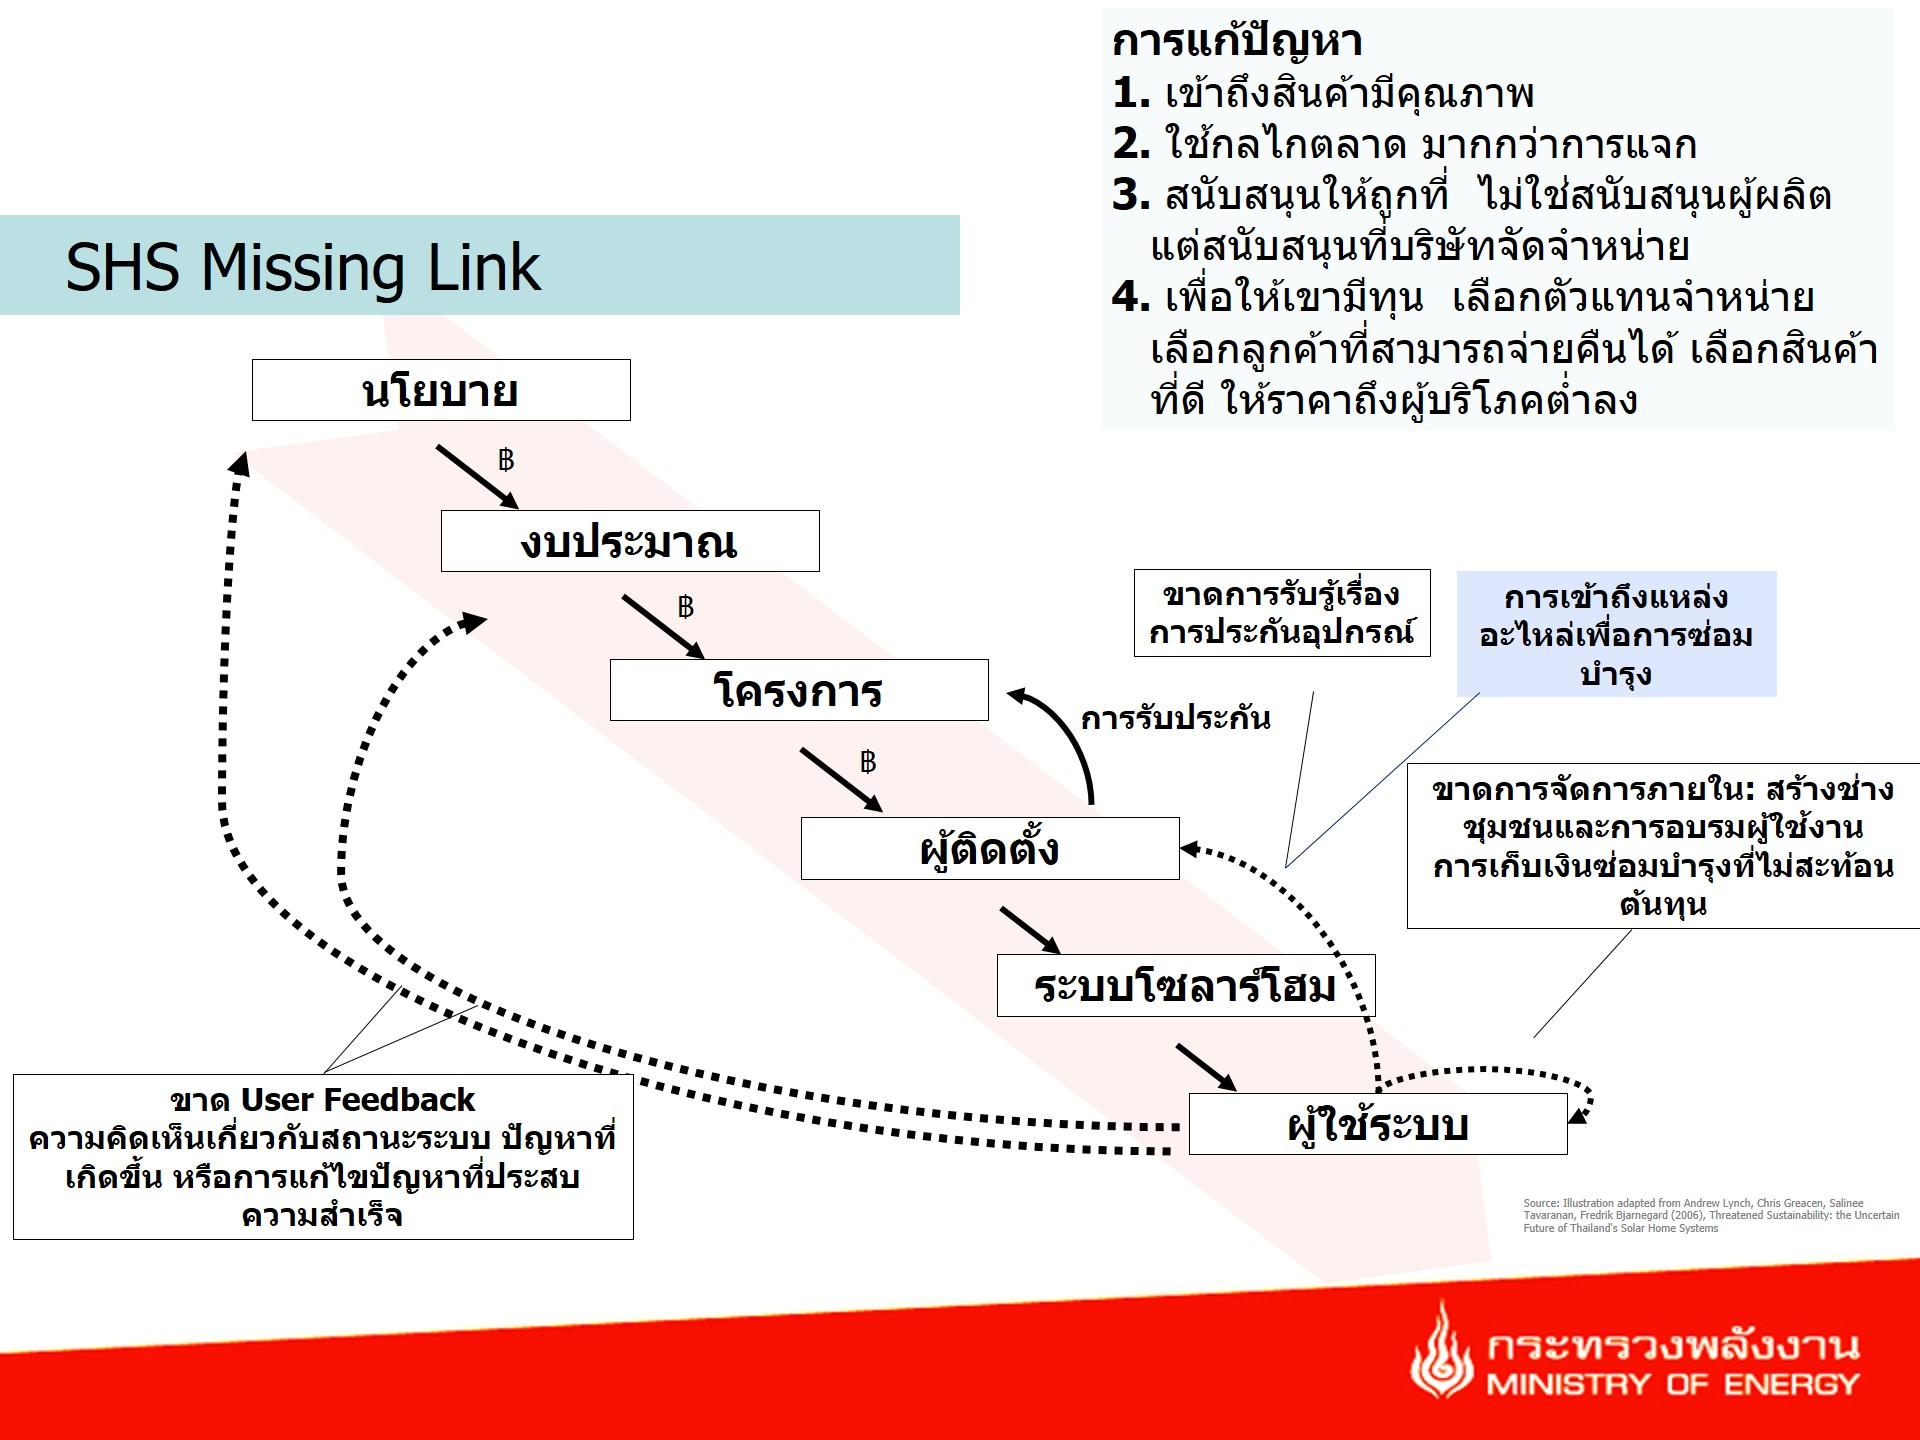 การแก้ปัญหา
1. เข้าถึงสินค้ามีคุณภาพ
2. ใช้กลไกตลาด มากกว่าการแจก
3. สนับสนุนให้ถูกที่ ไม่ใช่สนับสนุนผู้ผลิต
แต่สนับสนุนที่บริษัทจัดจำหน่าย
4. เพื่อให้เขามีทุน เลือกตัวแทนจำหน่าย
เลือกลูกค้าที่สามารถจ่ายคืนได้ เลือกสินค้า
ที่ดี ให้ราคาถึงผู้บริโภคต่ำลง
SHS Missing Link
นโยบาย
฿
งบประมาณ
฿
โครงการ
฿
การรับประกัน
ขาดการรับรู้เรื่อง
การประกันอุปกรณ์
การเข้าถึงแหล่ง
อะไหล่เพื่อการซ่อม
บำรุง
ขาดการจัดการภายใน: สร้างช่าง
ชุมชนและการอบรมผู้ใช้งาน
การเก็บเงินซ่อมบำรุงที่ไม่สะท้อน
ต้นทุน
ผู้ติดตั้ง
ระบบโซลาร์โฮม
ผู้ใช้ระบบ
ขาด User Feedback
ความคิดเห็นเกี่ยวกับสถานะระบบ ปัญหาที่
เกิดขึ้น หรือการแก้ไขปัญหาที่ประสบ
ความสำเร็จ
Source: Illustration adapted from Andrew Lynch, Chris Greacen, Salinee
Tavaranan, Fredrik Bjarnegard (2006), Threatened Sustainability: the Uncertain
Future of Thailand's Solar Home Systems
กระทรวงพลังงาน
MINISTRY OF ENERGY